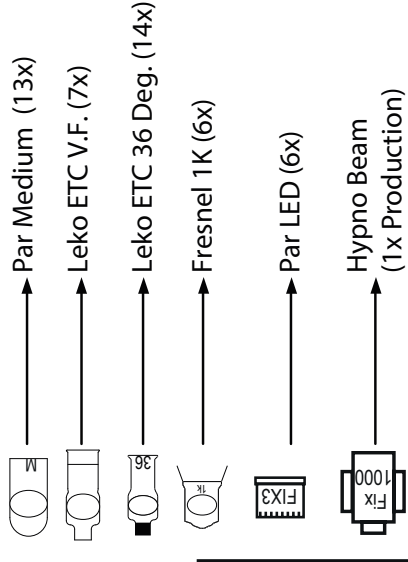 M
Par Medium (13x)
Leko ETC V.F. (7x)
36
Leko ETC 36 Deg. (14x)
1k
Fresnel 1K (6x)
FIX3
Par LED (6x)
Fix
1000
Hypno Beam
(1x Production)